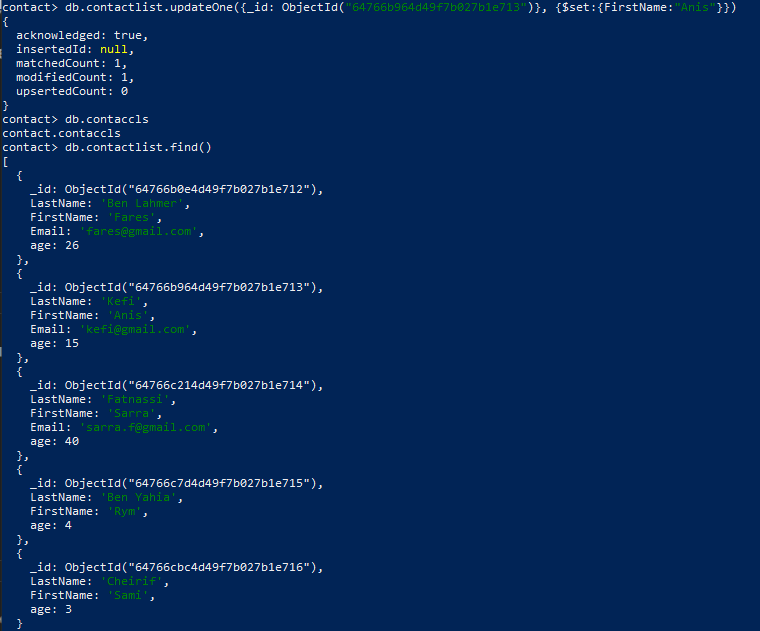 contact> db.contactlist.updateOne({_id: ObjectId("64766b964d49f7b027b1e713")}, {$set:{FirstName:"Anis"}})
{
  acknowledged: true,
  insertedId: null,
  matchedCount: 1,
  modifiedCount: 1,
  upsertedCount: 0
}
contact> db.contaccls
contact.contaccls
contact> db.contactlist.find()
[
  {
    _id: ObjectId("64766b0e4d49f7b027b1e712"),
    LastName: 'Ben Lahmer',
    FirstName: 'Fares',
    Email: 'fares@gmail.com',
    age: 26
  },
  {
    _id: ObjectId("64766b964d49f7b027b1e713"),
    LastName: 'Kefi',
    FirstName: 'Anis',
    Email: 'kefi@gmail.com',
    age: 15
  },
  {
    _id: ObjectId("64766c214d49f7b027b1e714"),
    LastName: 'Fatnassi',
    FirstName: 'Sarra',
    Email: 'sarra.f@gmail.com',
    age: 40
  },
  {
    _id: ObjectId("64766c7d4d49f7b027b1e715"),
    LastName: 'Ben Yahia',
    FirstName: 'Rym',
    age: 4
  },
  {
    _id: ObjectId("64766cbc4d49f7b027b1e716"),
    LastName: 'Cheirif',
    FirstName: 'Sami',
    age: 3
  }